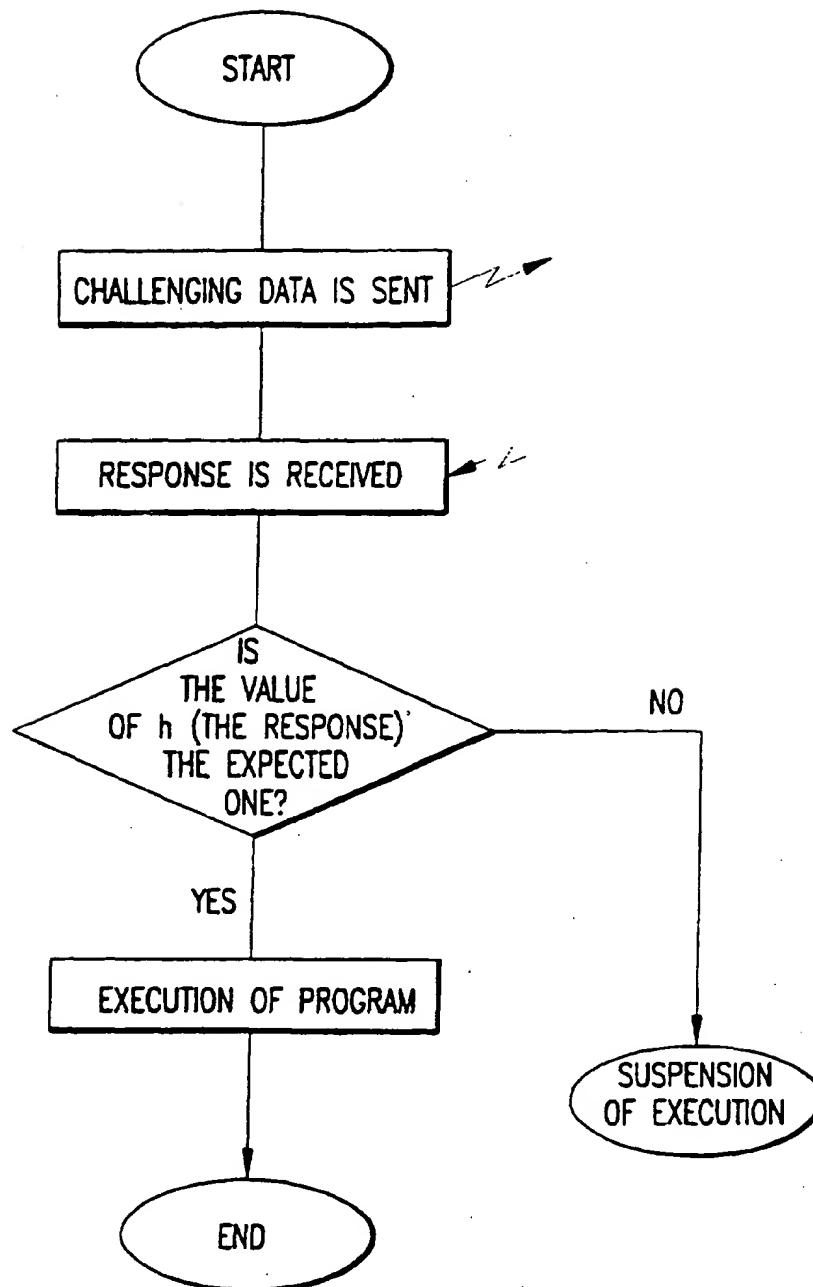 START
CHALLENGING DATA IS SENT
RESPONSE IS RECEIVED
IS
THE VALUE
OF h (THE RESPONSE)
THE EXPECTED
ONE?
NO
YES
EXECUTION OF PROGRAM
SUSPENSION
OF EXECUTION
END